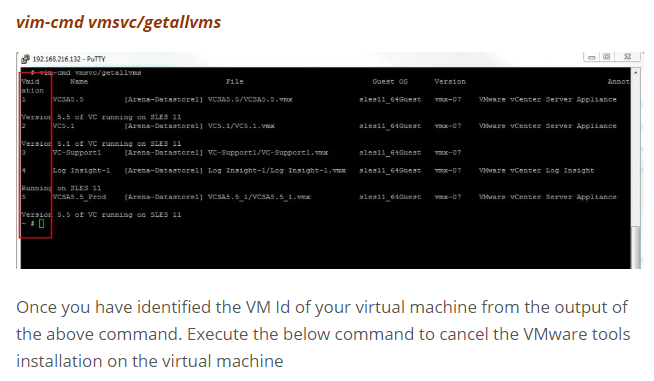 vim-cmd vmsvc/getallvms
192.168.216.132 - PuTTY
~ # vim-cmd vmsvc/getallvms
Vmid Name File Guest OS Version Annot
ation
1 VCSA5.5 [Arena-Datastore1] VCSA5.5/VCSA5.5.vmx sles11_64Guest vmx-07 VMware vCenter Server Appliance
Version 5.5 of VC running on SLES 11
2 VC5.1 [Arena-Datastore1] VC5.1/VC5.1.vmx sles11_64Guest vmx-07 VMware vCenter Server Appliance
Version 5.1 of VC running on SLES 11
3 VC-Support1 [Arena-Datastore1] VC-Support1/VC-Support1.vmx sles11_64Guest vmx-07
4 Log Insight-1 [Arena-Datastore1] Log Insight-1/Log Insight-1.vmx sles11_64Guest vmx-07 VMware vCenter Log Insight
Running on SLES 11
5 VCSA5.5_Prod [Arena-Datastore1] VCSA5.5_1/VCSA5.5_1.vmx sles11_64Guest vmx-07 VMware vCenter Server Appliance
Version 5.5 of VC running on SLES 11
~ #
Once you have identified the VM Id of your virtual machine from the output of
the above command. Execute the below command to cancel the VMware tools
installation on the virtual machine